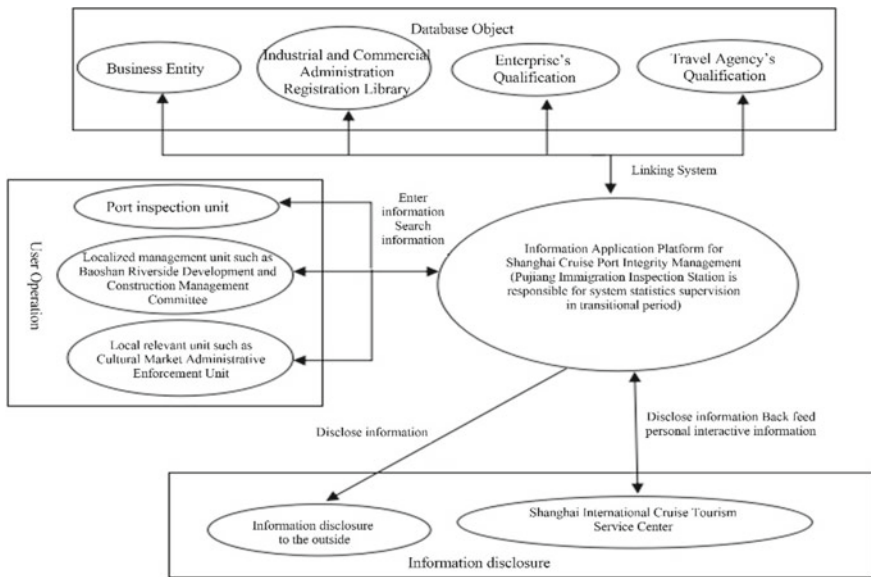 Database Object
Business Entity
Industrial and Commercial
Administration
Registration Library
Enterprise's
Qualification
Travel Agency's
Qualification
Linking System
User Operation
Port inspection unit
Localized management unit such as
Baoshan Riverside Development and
Construction Management
Committee
Local relevant unit such as
Cultural Market Administrative
Enforcement Unit
Enter
information
Search
information
Information Application Platform for
Shanghai Cruise Port Integrity Management
(Pujiang Immigration Inspection Station is
responsible for system statistics supervision
in transitional period)
Disclose information
Disclose information Back feed
personal interactive information
Information disclosure
to the outside
Shanghai International Cruise Tourism
Service Center
Information disclosure